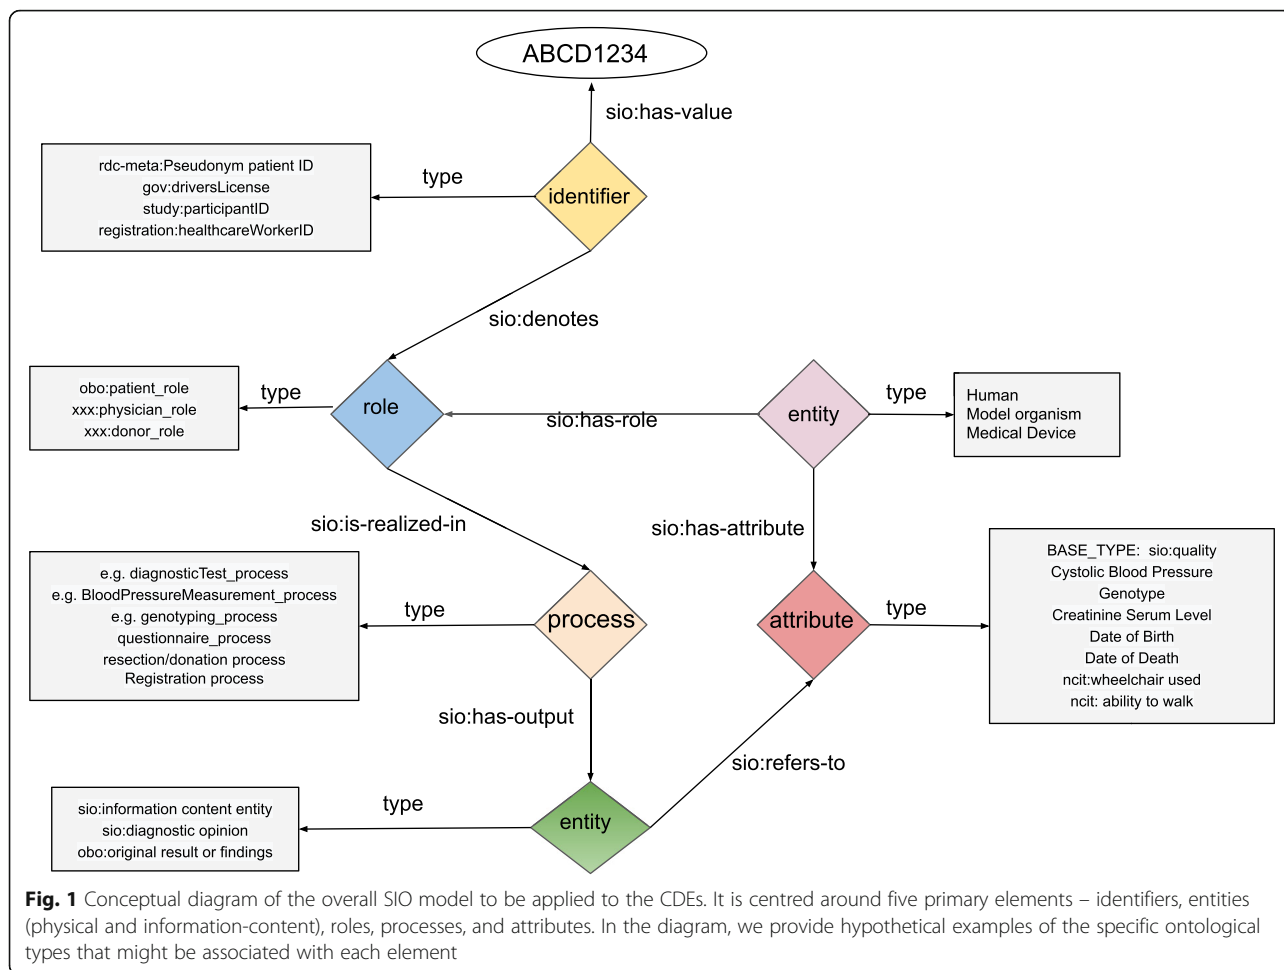 ABCD1234
sio:has-value
rdc-meta:Pseudonym patient ID
gov:driversLicense
study:participantID
registration:healthcareWorkerID
type
identifier
sio:denotes
obo:patient_role
xxx:physician_role
xxx:donor_role
type
role
sio:has-role
entity
type
Human
Model organism
Medical Device
sio:is-realized-in
sio:has-attribute
e.g. diagnosticTest_process
e.g. BloodPressureMeasurement_process
e.g. genotyping_process
questionnaire_process
resection/donation process
Registration process
type
process
attribute
type
BASE_TYPE: sio:quality
Cystolic Blood Pressure
Genotype
Creatinine Serum Level
Date of Birth
Date of Death
ncit:wheelchair used
ncit: ability to walk
sio:has-output
sio:refers-to
sio:information content entity
sio:diagnostic opinion
obo:original result or findings
type
entity
Fig. 1 Conceptual diagram of the overall SIO model to be applied to the CDEs. It is centred around five primary elements – identifiers, entities
(physical and information-content), roles, processes, and attributes. In the diagram, we provide hypothetical examples of the specific ontological
types that might be associated with each element